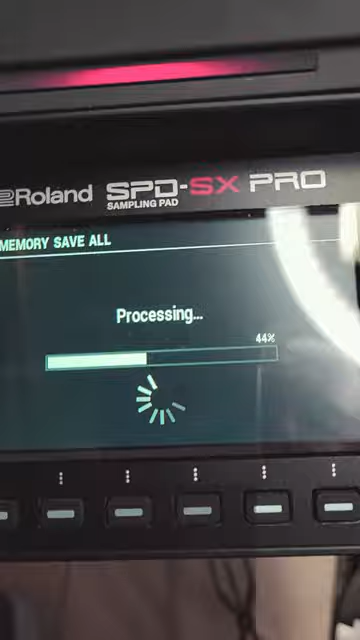 Roland SPD-SX PRO
SAMPLING PAD
MEMORY SAVE ALL
Processing...
44%